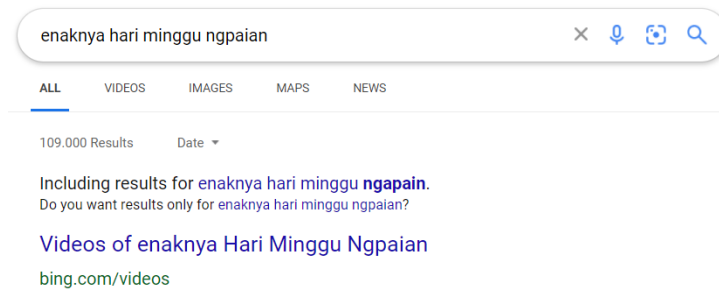 enaknya hari minggu ngpaian
ALL VIDEOS IMAGES MAPS NEWS
109.000 Results Date
Including results for enaknya hari minggu ngapain.
Do you want results only for enaknya hari minggu ngpaian?
Videos of enaknya Hari Minggu Ngpaian
bing.com/videos